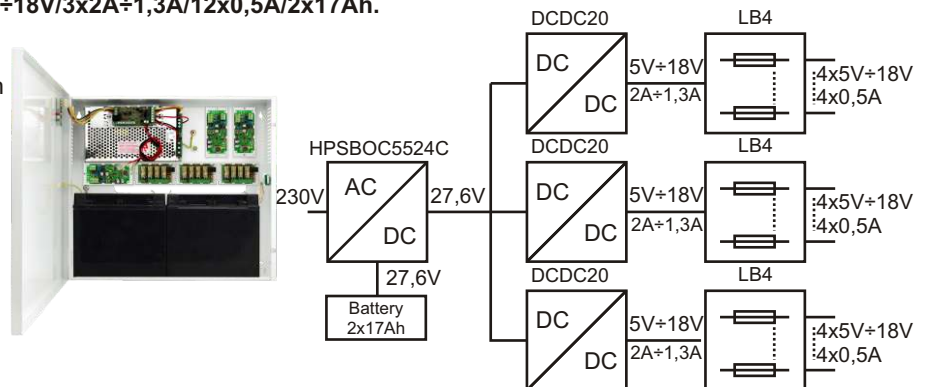 ÷18V/3x2A÷1,3A/12x0,5A/2x17Ah.
DCDC20
LB4
DC
DC
5V÷18V
2A÷1,3A
4x5V÷18V
4x0,5A
HPSBOC5524C
230V
AC
DC
27,6V
27,6V
Battery
2x17Ah
DCDC20
LB4
DC
DC
5V÷18V
2A÷1,3A
4x5V÷18V
4x0,5A
DCDC20
LB4
DC
DC
5V÷18V
2A÷1,3A
4x5V÷18V
4x0,5A